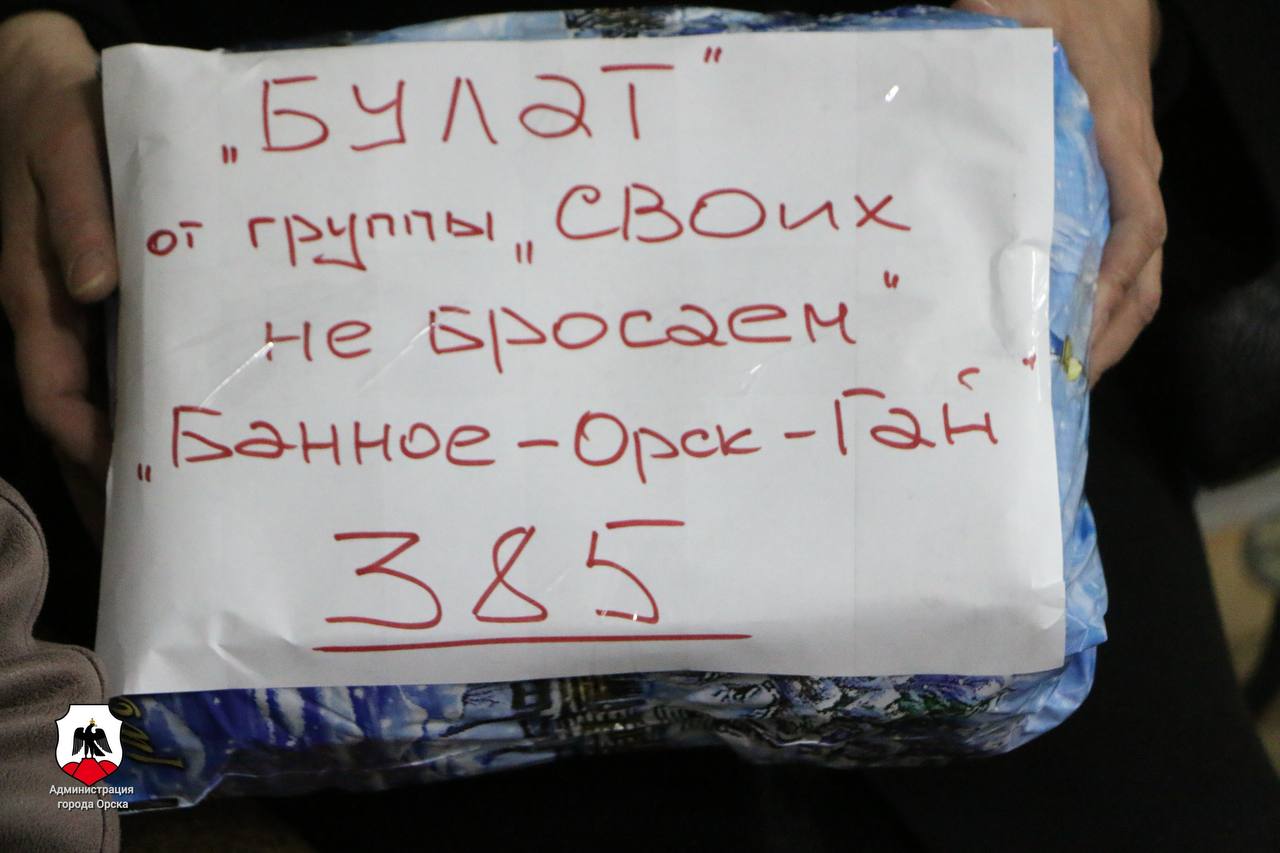 „БУЛАТ"
от группы „СВОих
не Бросаем"
„Банное - Орск - Гай"
385
Администрация
города Орска